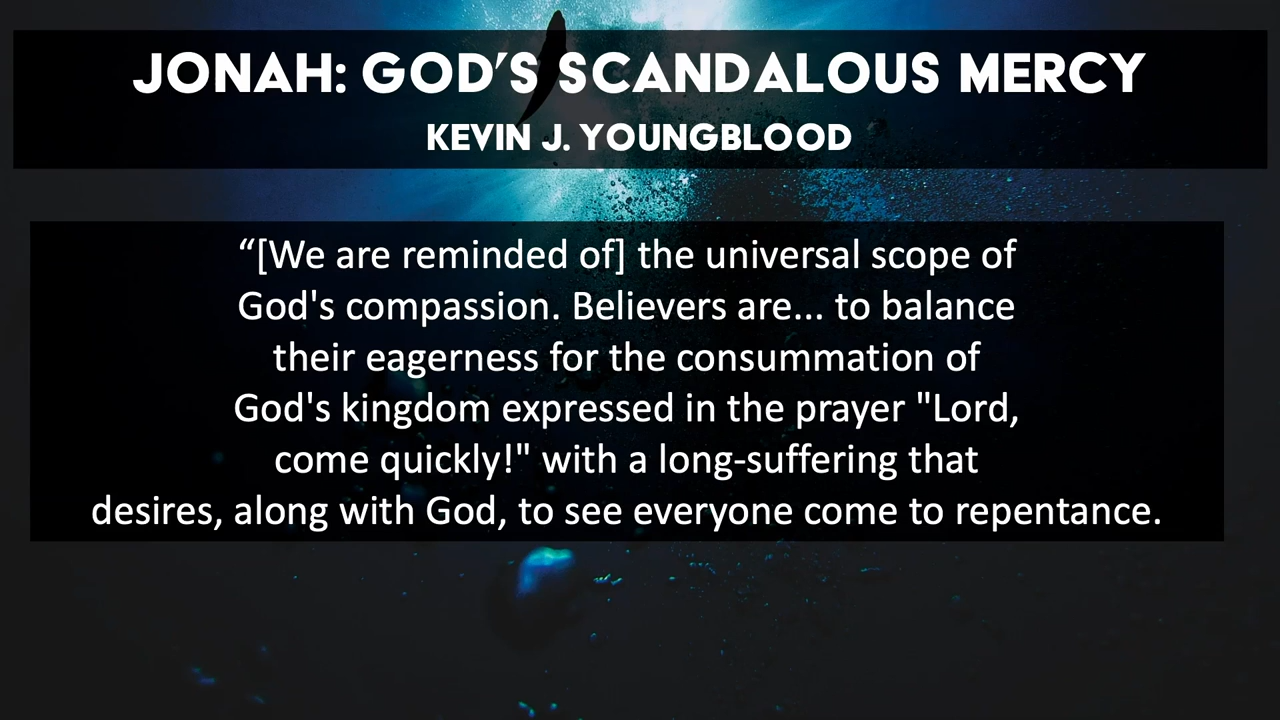 JONAH: GOD’S SCANDALOUS MERCY
KEVIN J. YOUNGBLOOD
“[We are reminded of] the universal scope of
God's compassion. Believers are... to balance
their eagerness for the consummation of
God's kingdom expressed in the prayer "Lord,
come quickly!" with a long-suffering that
desires, along with God, to see everyone come to repentance.